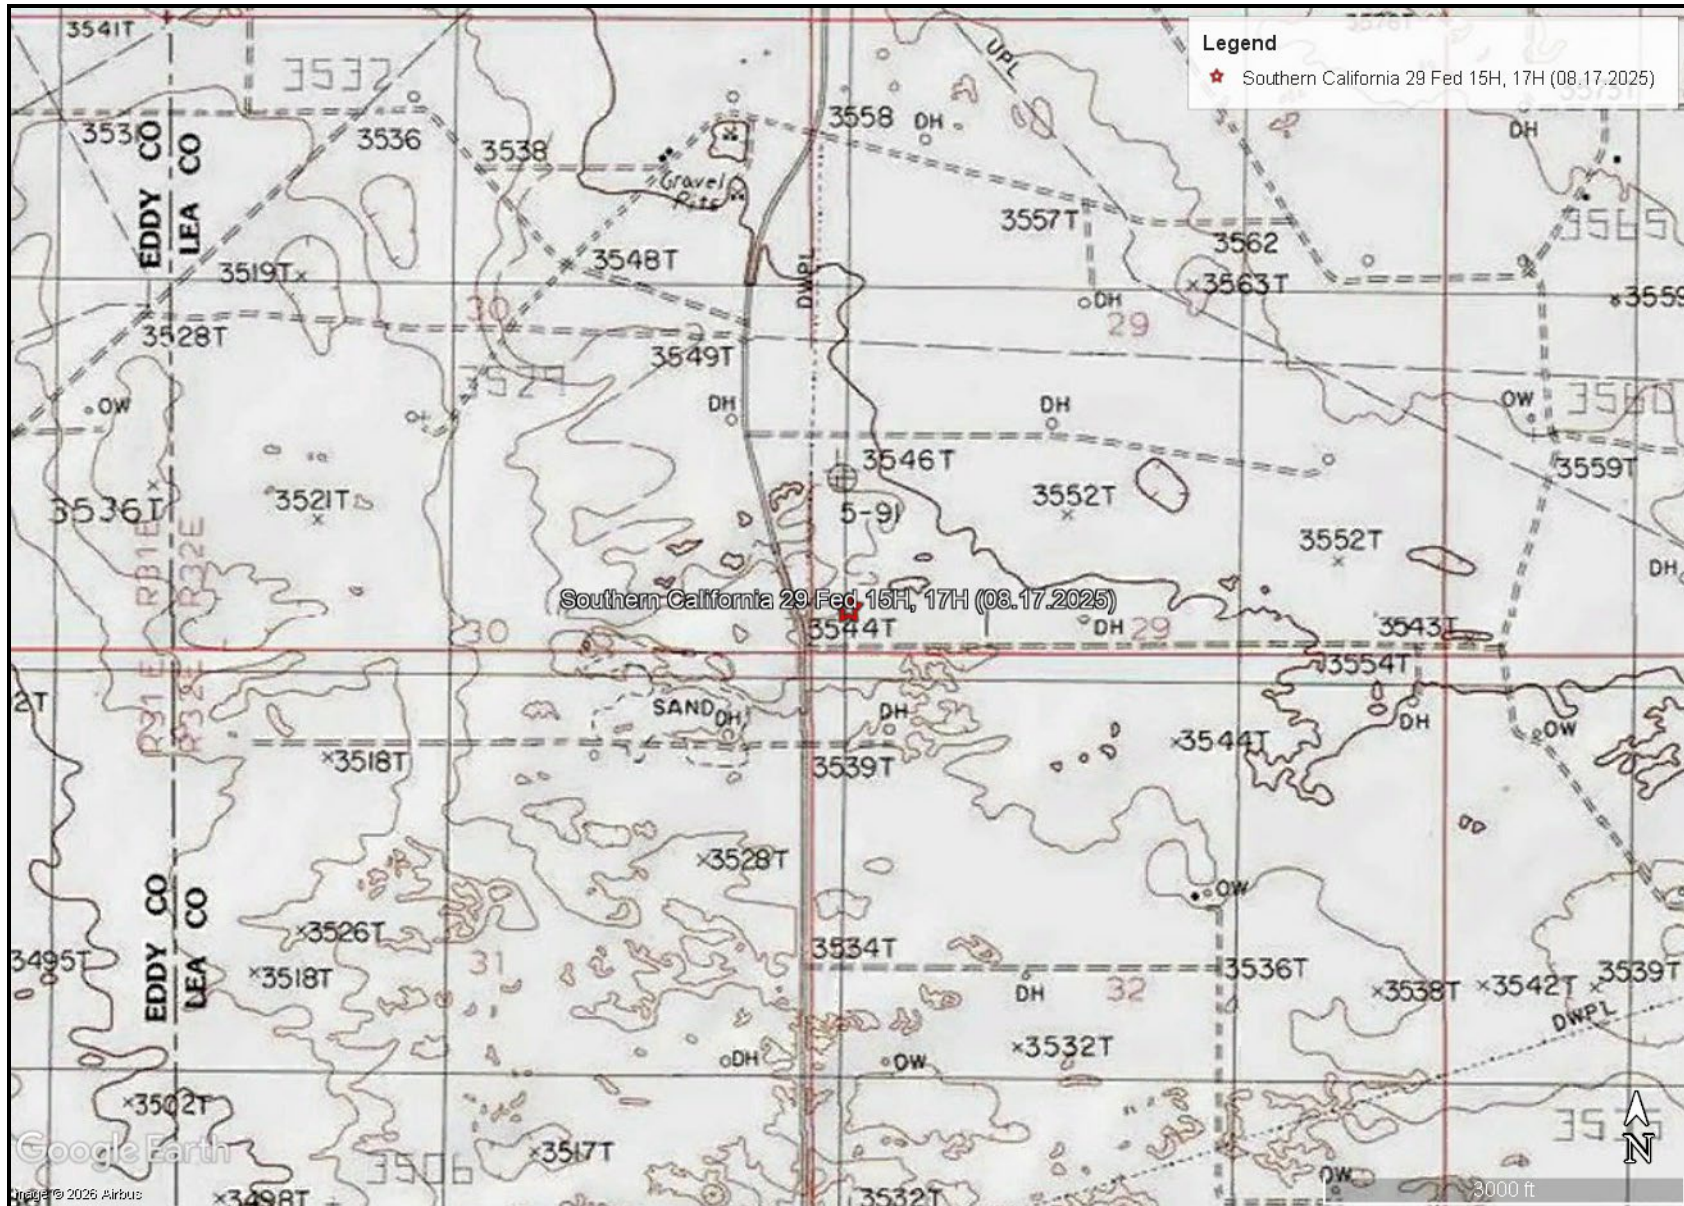 Legend
Southern California 29 Fed 15H, 17H (08.17.2025)
3541T
3532
3558
DH
UPL
DH
3536
3538
EDDY CO
LEA CO
Gravel
Pits
3557T
3562
3565
3548T
3519T
DWPL
DH
3563T
30
29
3528T
3549T
3560
OW
DH
DH
OW
3546T
3559T
3536T
3521T
3552T
5-91
3552T
R31E
R32E
DH
Southern California 29 Fed 15H, 17H (08.17.2025)
30
3544T
DH
29
3543T
3554T
R31E
R32E
SAND
DH
DH
DH
OW
3518T
3539T
3544T
3528T
OW
EDDY CO
LEA CO
3526T
3534T
3495T
3518T
31
3536T
DH
32
3538T
3542T
3539T
DWPL
3532T
DH
OW
3502T
Google Earth
3506
3517T
N
OW
Image © 2026 Airbus
3498T
3532T
3000 ft